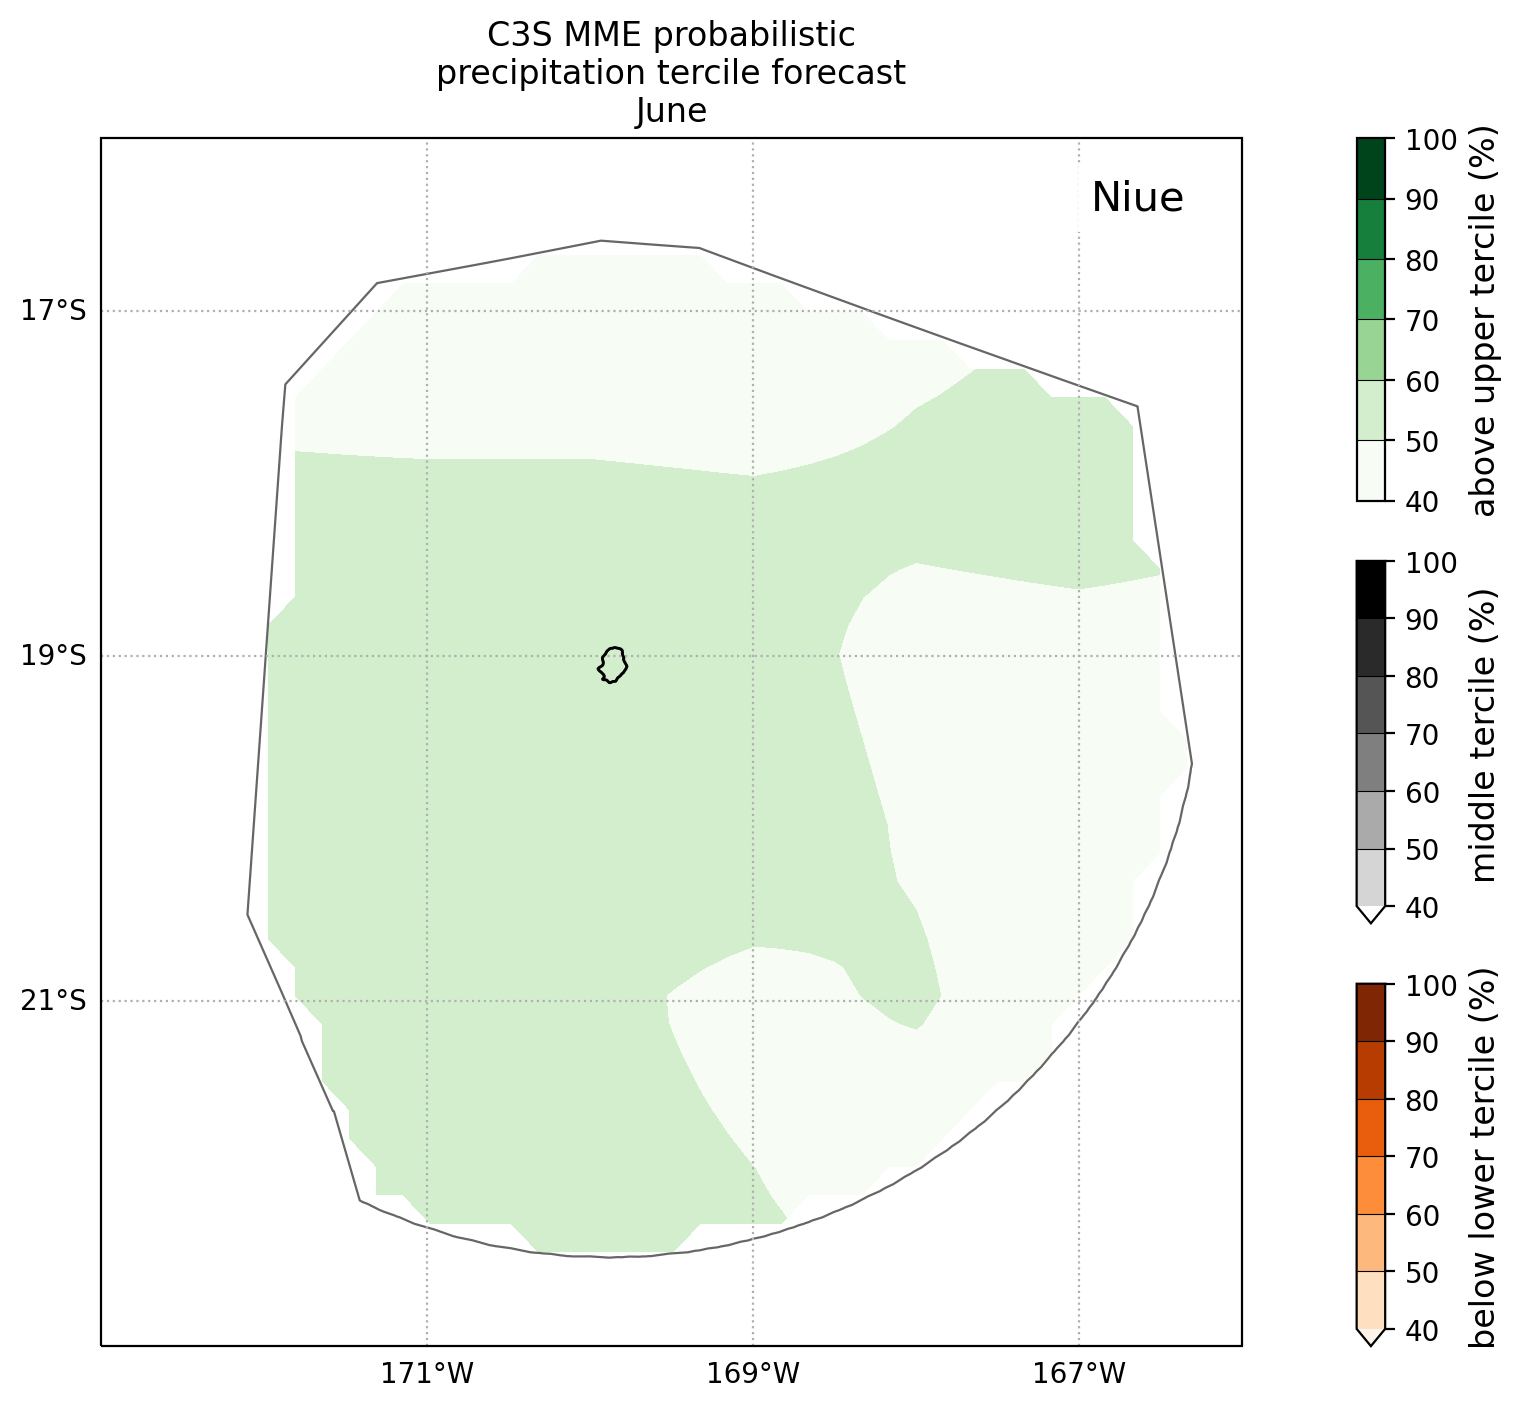 C3S MME probabilistic
precipitation tercile forecast
June
Niue
17°S
19°S
21°S
171°W
169°W
167°W
100
90
80
70
60
50
40
above upper tercile (%)
100
90
80
70
60
50
40
middle tercile (%)
100
90
80
70
60
50
40
below lower tercile (%)